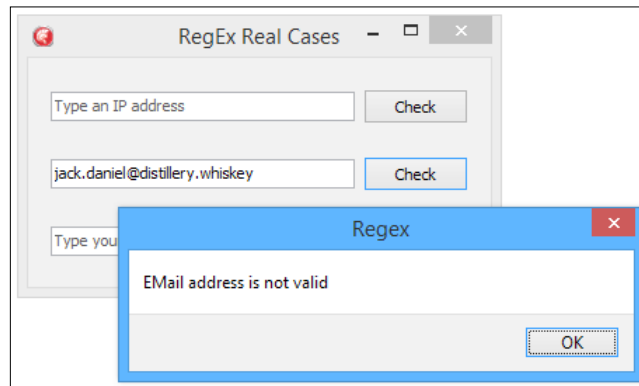 RegEx Real Cases
Type an IP address
Check
jack.daniel@distillery.whiskey
Check
Type you
Regex
EMail address is not valid
OK